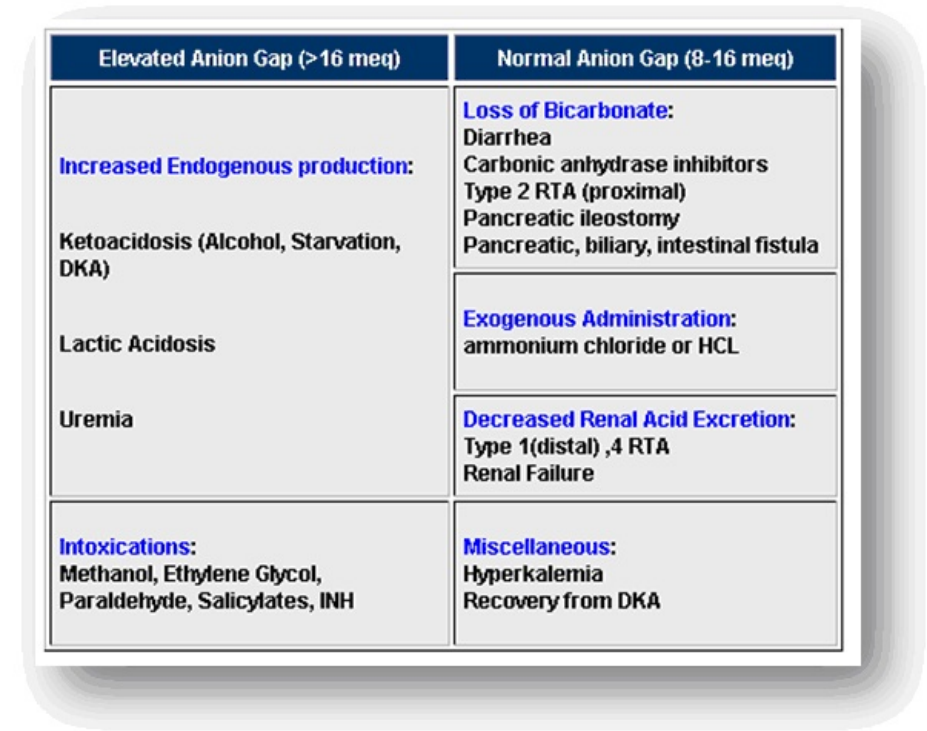 Elevated Anion Gap (>16 meq)
Normal Anion Gap (8-16 meq)
Increased Endogenous production:
Ketoacidosis (Alcohol, Starvation,
DKA)
Lactic Acidosis
Uremia
Loss of Bicarbonate:
Diarrhea
Carbonic anhydrase inhibitors
Type 2 RTA (proximal)
Pancreatic ileostomy
Pancreatic, biliary, intestinal fistula
Exogenous Administration:
ammonium chloride or HCL
Decreased Renal Acid Excretion:
Type 1(distal) ,4 RTA
Renal Failure
Intoxications:
Methanol, Ethylene Glycol,
Paraldehyde, Salicylates, INH
Miscellaneous:
Hyperkalemia
Recovery from DKA